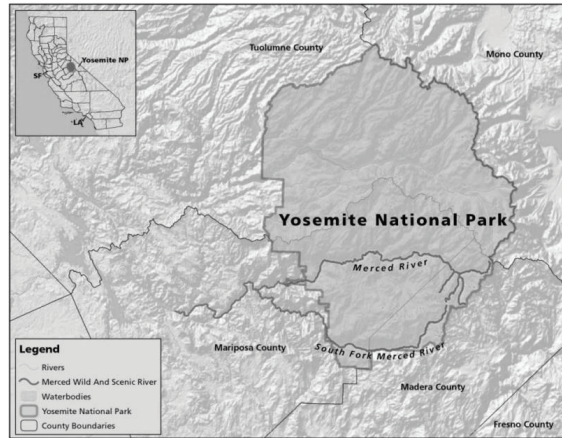 Yosemite NP
SF
LA
Tuolumne County
Mono County
Yosemite National Park
Merced River
South Fork Merced River
Mariposa County
Madera County
Fresno County
Legend
Rivers
Merced Wild And Scenic River
Waterbodies
Yosemite National Park
County Boundaries